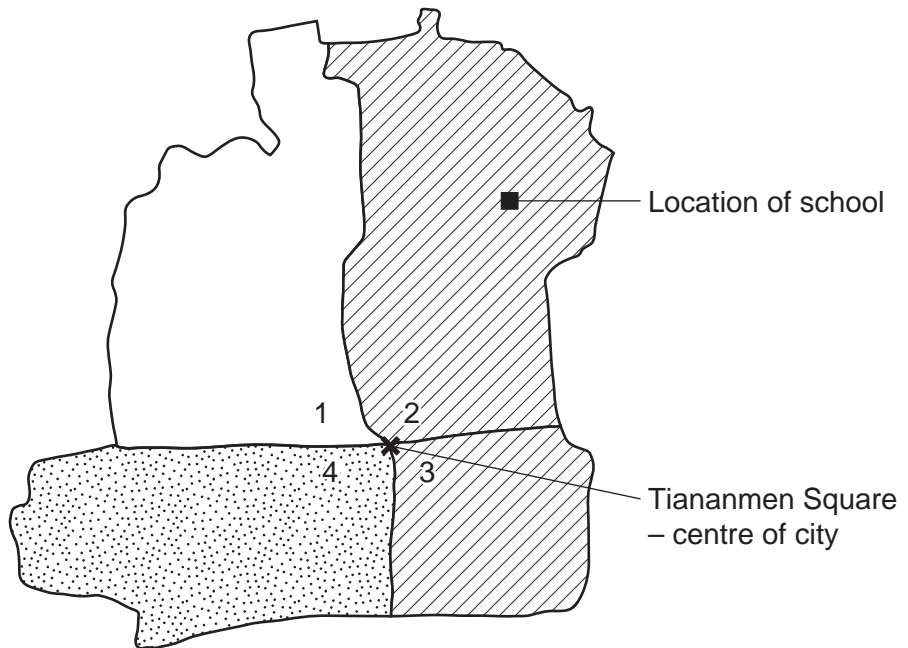 Location of school
1
2
4
3
Tiananmen Square
– centre of city